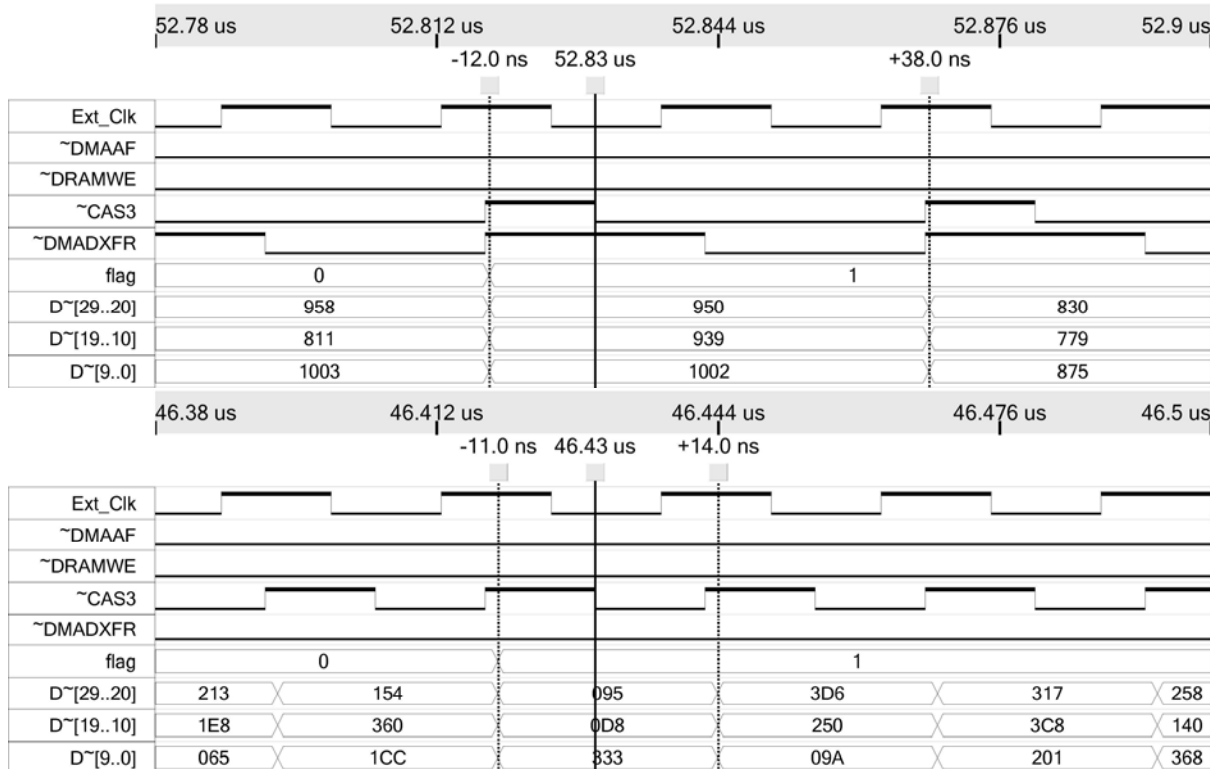 52.78 us 52.812 us 52.844 us 52.876 us 52.9 us
-12.0 ns 52.83 us +38.0 ns
Ext_Clk
~DMAAF
~DRAMWE
~CAS3
~DMADXFR
flag 0 1
D~[29..20] 958 950 830
D~[19..10] 811 939 779
D~[9..0] 1003 1002 875
46.38 us 46.412 us 46.444 us 46.476 us 46.5 us
-11.0 ns 46.43 us +14.0 ns
Ext_Clk
~DMAAF
~DRAMWE
~CAS3
~DMADXFR
flag 0 1
D~[29..20] 213 154 095 3D6 317 258
D~[19..10] 1E8 360 0D8 250 3C8 140
D~[9..0] 065 1CC 333 09A 201 368